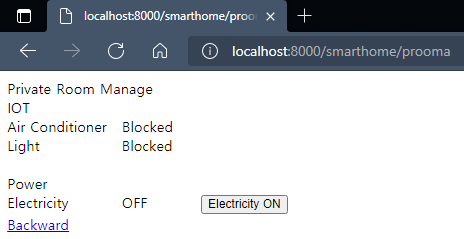 localhost:8000/smarthome/proor
localhost:8000/smarthome/prooma
Private Room Manage
IOT
Air Conditioner Blocked
Light Blocked
Power
Electricity OFF Electricity ON
Backward